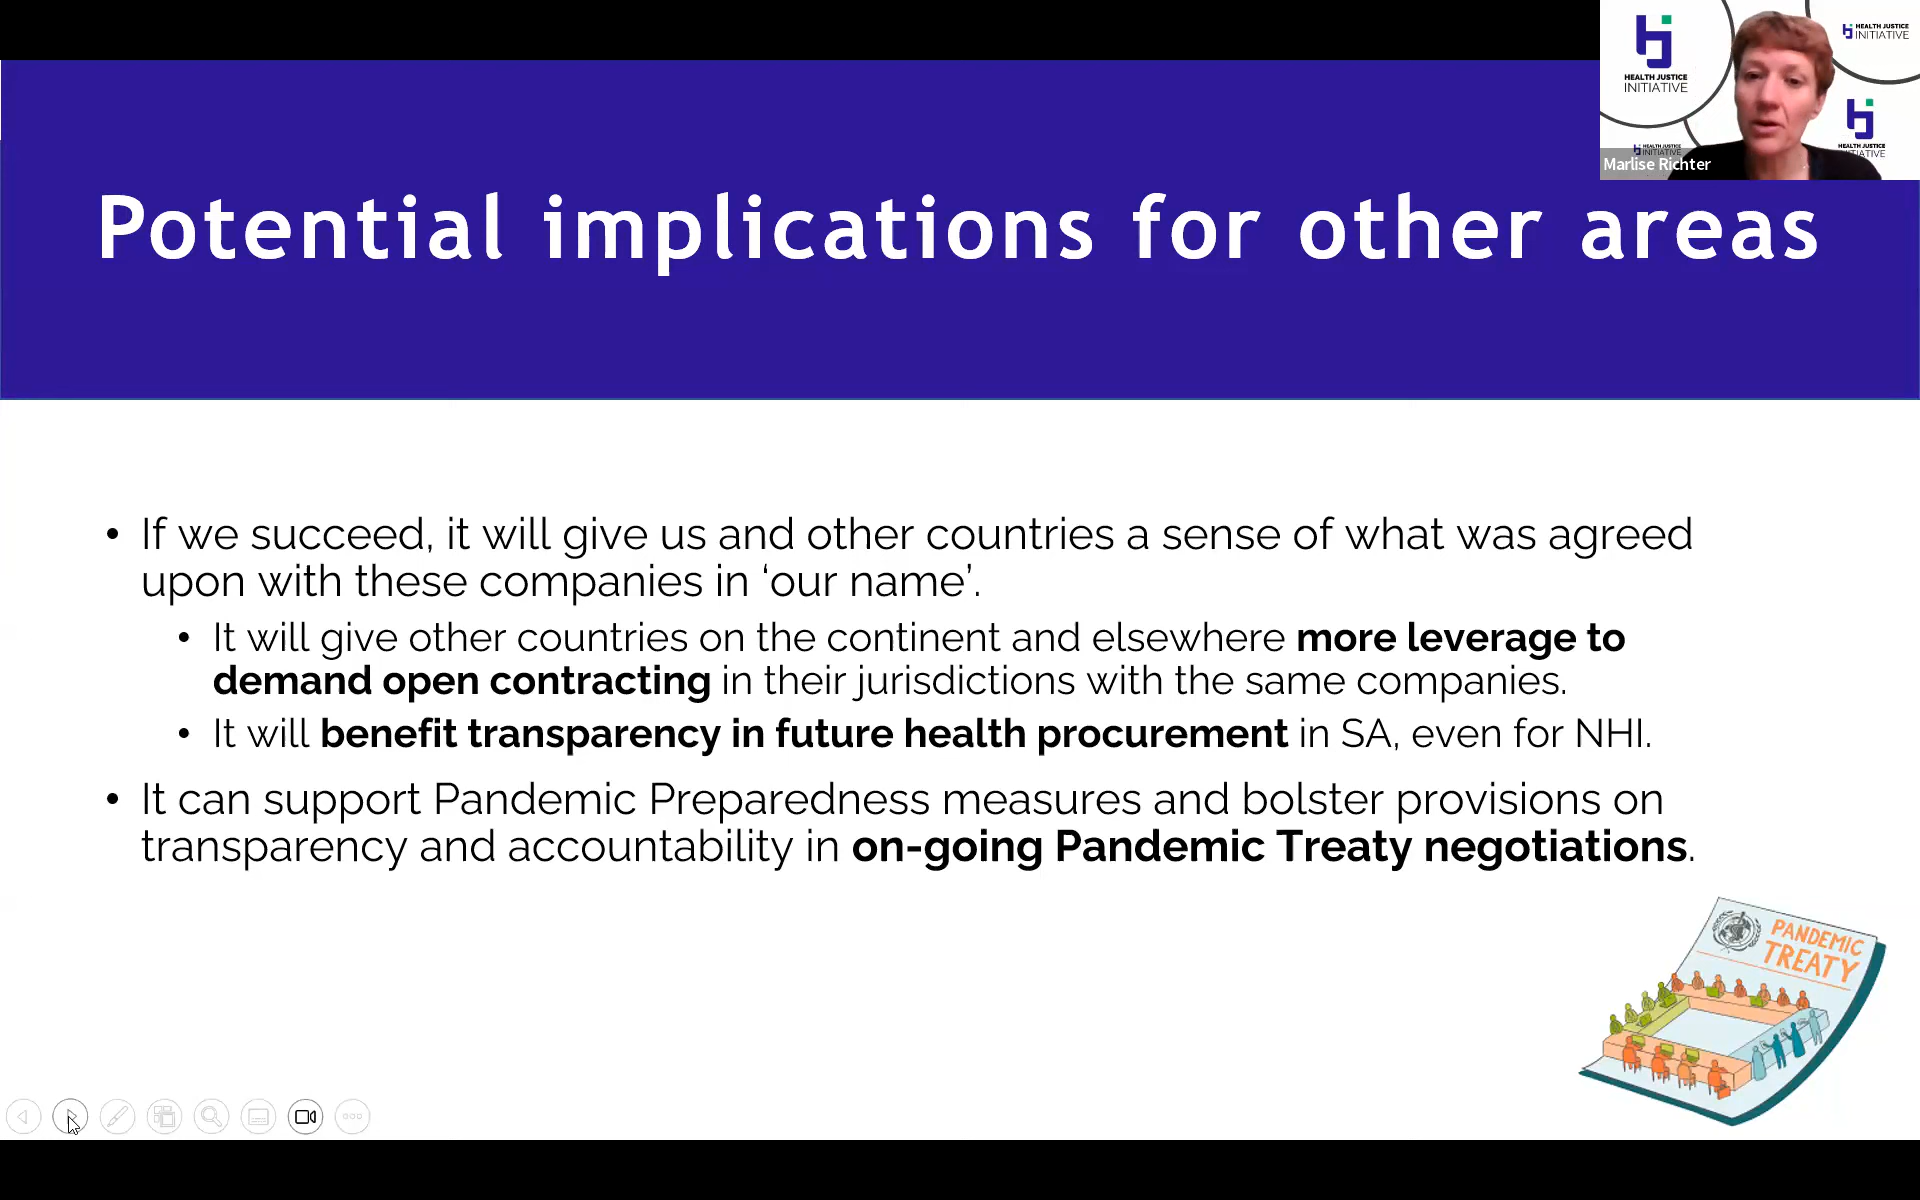 HEALTH JUSTICE
INITIATIVE
HEALTH JUSTICE
INITIATIVE
HEALTH JUSTICE
INITIATIVE
HEALTH JUSTICE
Marlise Richter
Potential implications for other areas
• If we succeed, it will give us and other countries a sense of what was agreed
upon with these companies in ‘our name’.
• It will give other countries on the continent and elsewhere more leverage to
demand open contracting in their jurisdictions with the same companies.
• It will benefit transparency in future health procurement in SA, even for NHI.
• It can support Pandemic Preparedness measures and bolster provisions on
transparency and accountability in on-going Pandemic Treaty negotiations.
PANDEMIC
TREATY